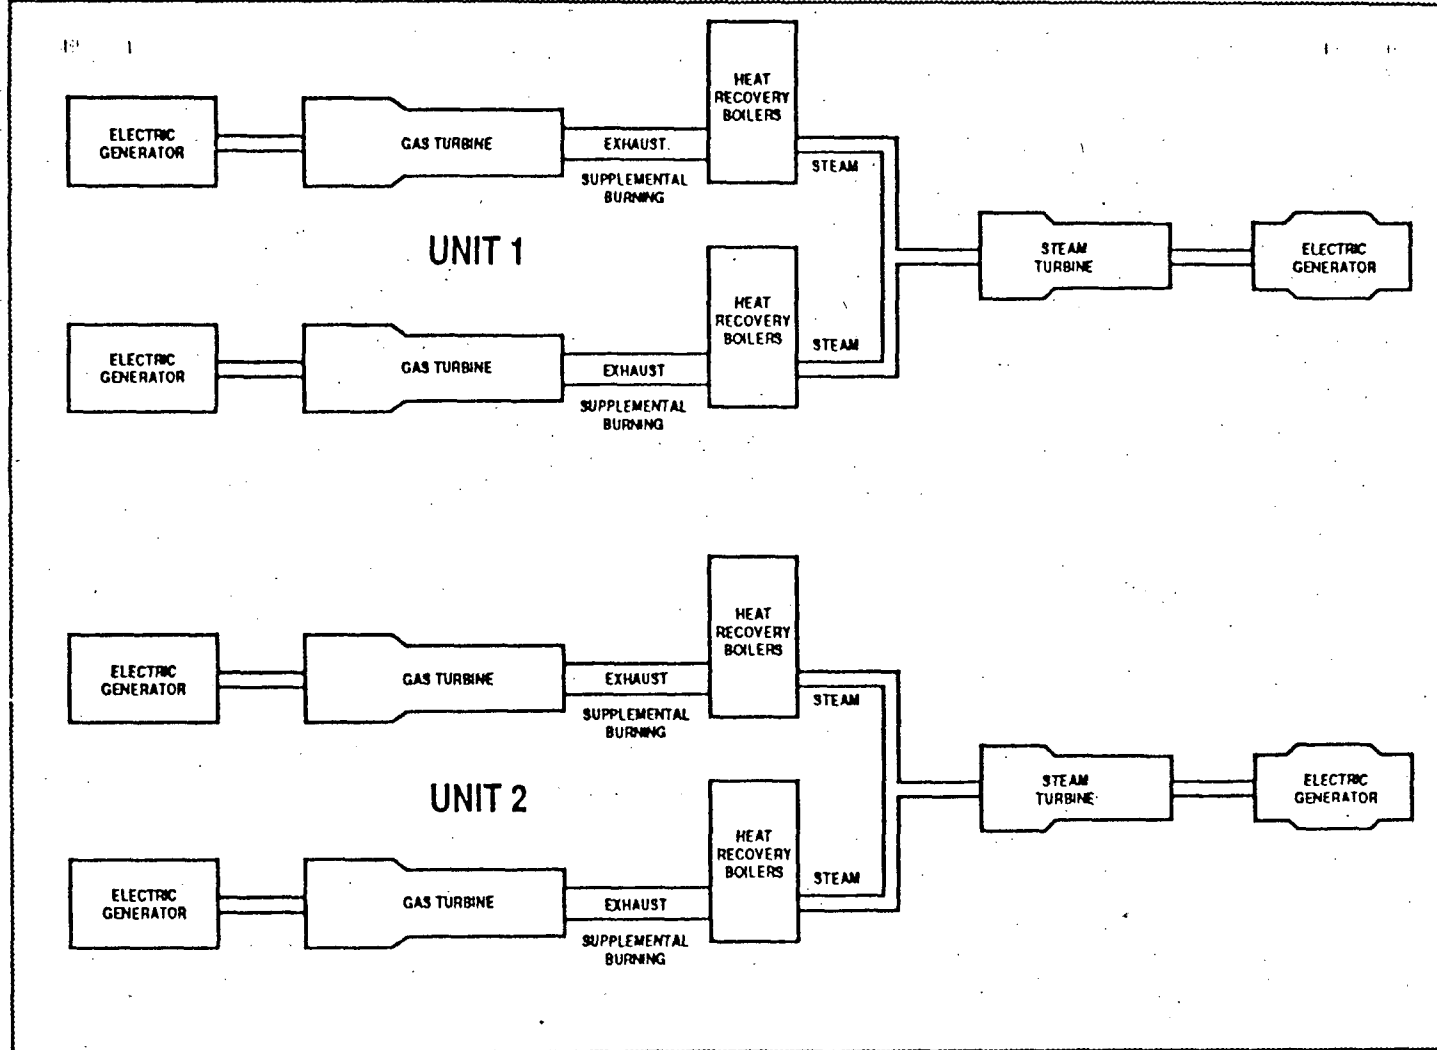 HEAT
RECOVERY
BOILERS
ELECTRIC
GENERATOR
GAS TURBINE
EXHAUST
STEAM
SUPPLEMENTAL
BURNING
UNIT 1
STEAM
TURBINE
ELECTRIC
GENERATOR
HEAT
RECOVERY
BOILERS
ELECTRIC
GENERATOR
GAS TURBINE
EXHAUST
STEAM
SUPPLEMENTAL
BURNING
HEAT
RECOVERY
BOILERS
ELECTRIC
GENERATOR
GAS TURBINE
EXHAUST
STEAM
SUPPLEMENTAL
BURNING
UNIT 2
STEAM
TURBINE
ELECTRIC
GENERATOR
HEAT
RECOVERY
BOILERS
ELECTRIC
GENERATOR
GAS TURBINE
EXHAUST
STEAM
SUPPLEMENTAL
BURNING